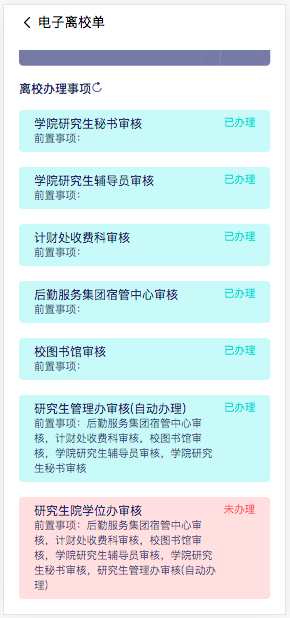 电子离校单
离校办理事项
学院研究生秘书审核
已办理
前置事项：
学院研究生辅导员审核
已办理
前置事项：
计财处收费科审核
已办理
前置事项：
后勤服务集团宿管中心审核
已办理
前置事项：
校图书馆审核
已办理
前置事项：
研究生管理办审核(自动办理)
已办理
前置事项：后勤服务集团宿管中心审
核，计财处收费科审核，校图书馆审
核，学院研究生辅导员审核，学院研究
生秘书审核
研究生院学位办审核
未办理
前置事项：后勤服务集团宿管中心审
核，计财处收费科审核，校图书馆审
核，学院研究生辅导员审核，学院研究
生秘书审核，研究生管理办审核(自动办
理)